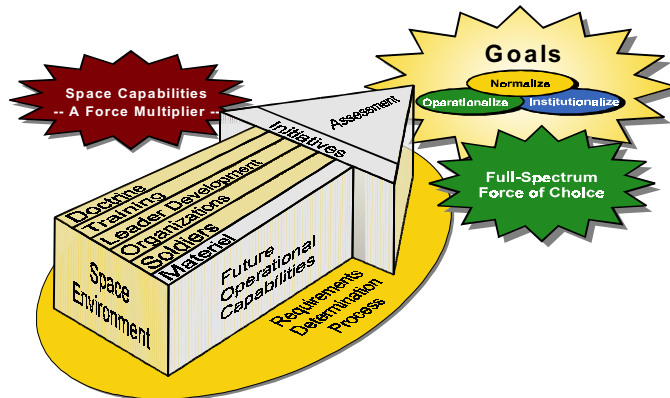 Goals
Normalize
Operationalize
Institutionalize
Space Capabilities
-- A Force Multiplier --
Assessment
Initiatives
Full-Spectrum
Force of Choice
Doctrine
Training
Leader Development
Organizations
Soldiers
Materiel
Space
Environment
Future
Operational
Capabilities
Requirements
Determination
Process